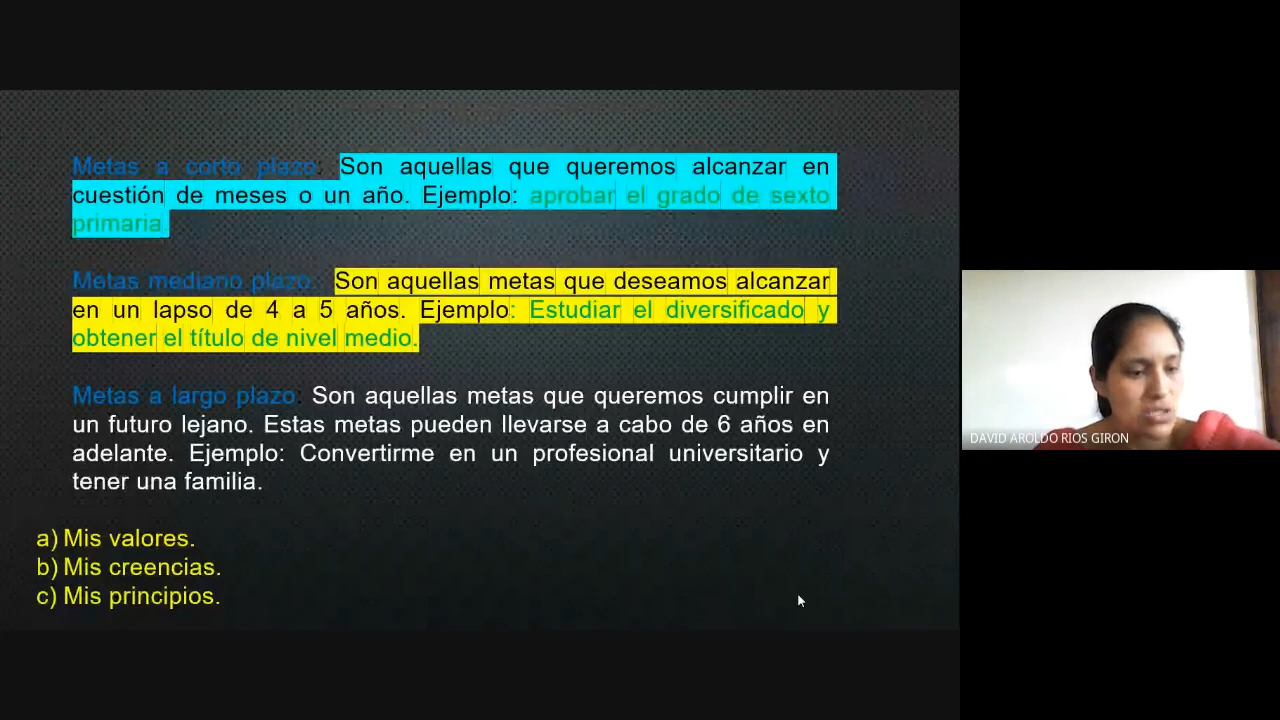 Metas a corto plazo: Son aquellas que queremos alcanzar en
cuestión de meses o un año. Ejemplo: aprobar el grado de sexto
primaria.
Metas mediano plazo:: Son aquellas metas que deseamos alcanzar
en un lapso de 4 a 5 años. Ejemplo: Estudiar el diversificado y
obtener el título de nivel medio.
Metas a largo plazo: Son aquellas metas que queremos cumplir en
un futuro lejano. Estas metas pueden llevarse a cabo de 6 años en
adelante. Ejemplo: Convertirme en un profesional universitario y
tener una familia.
a) Mis valores.
b) Mis creencias.
c) Mis principios.
DAVID AROLDO RIOS GIRON